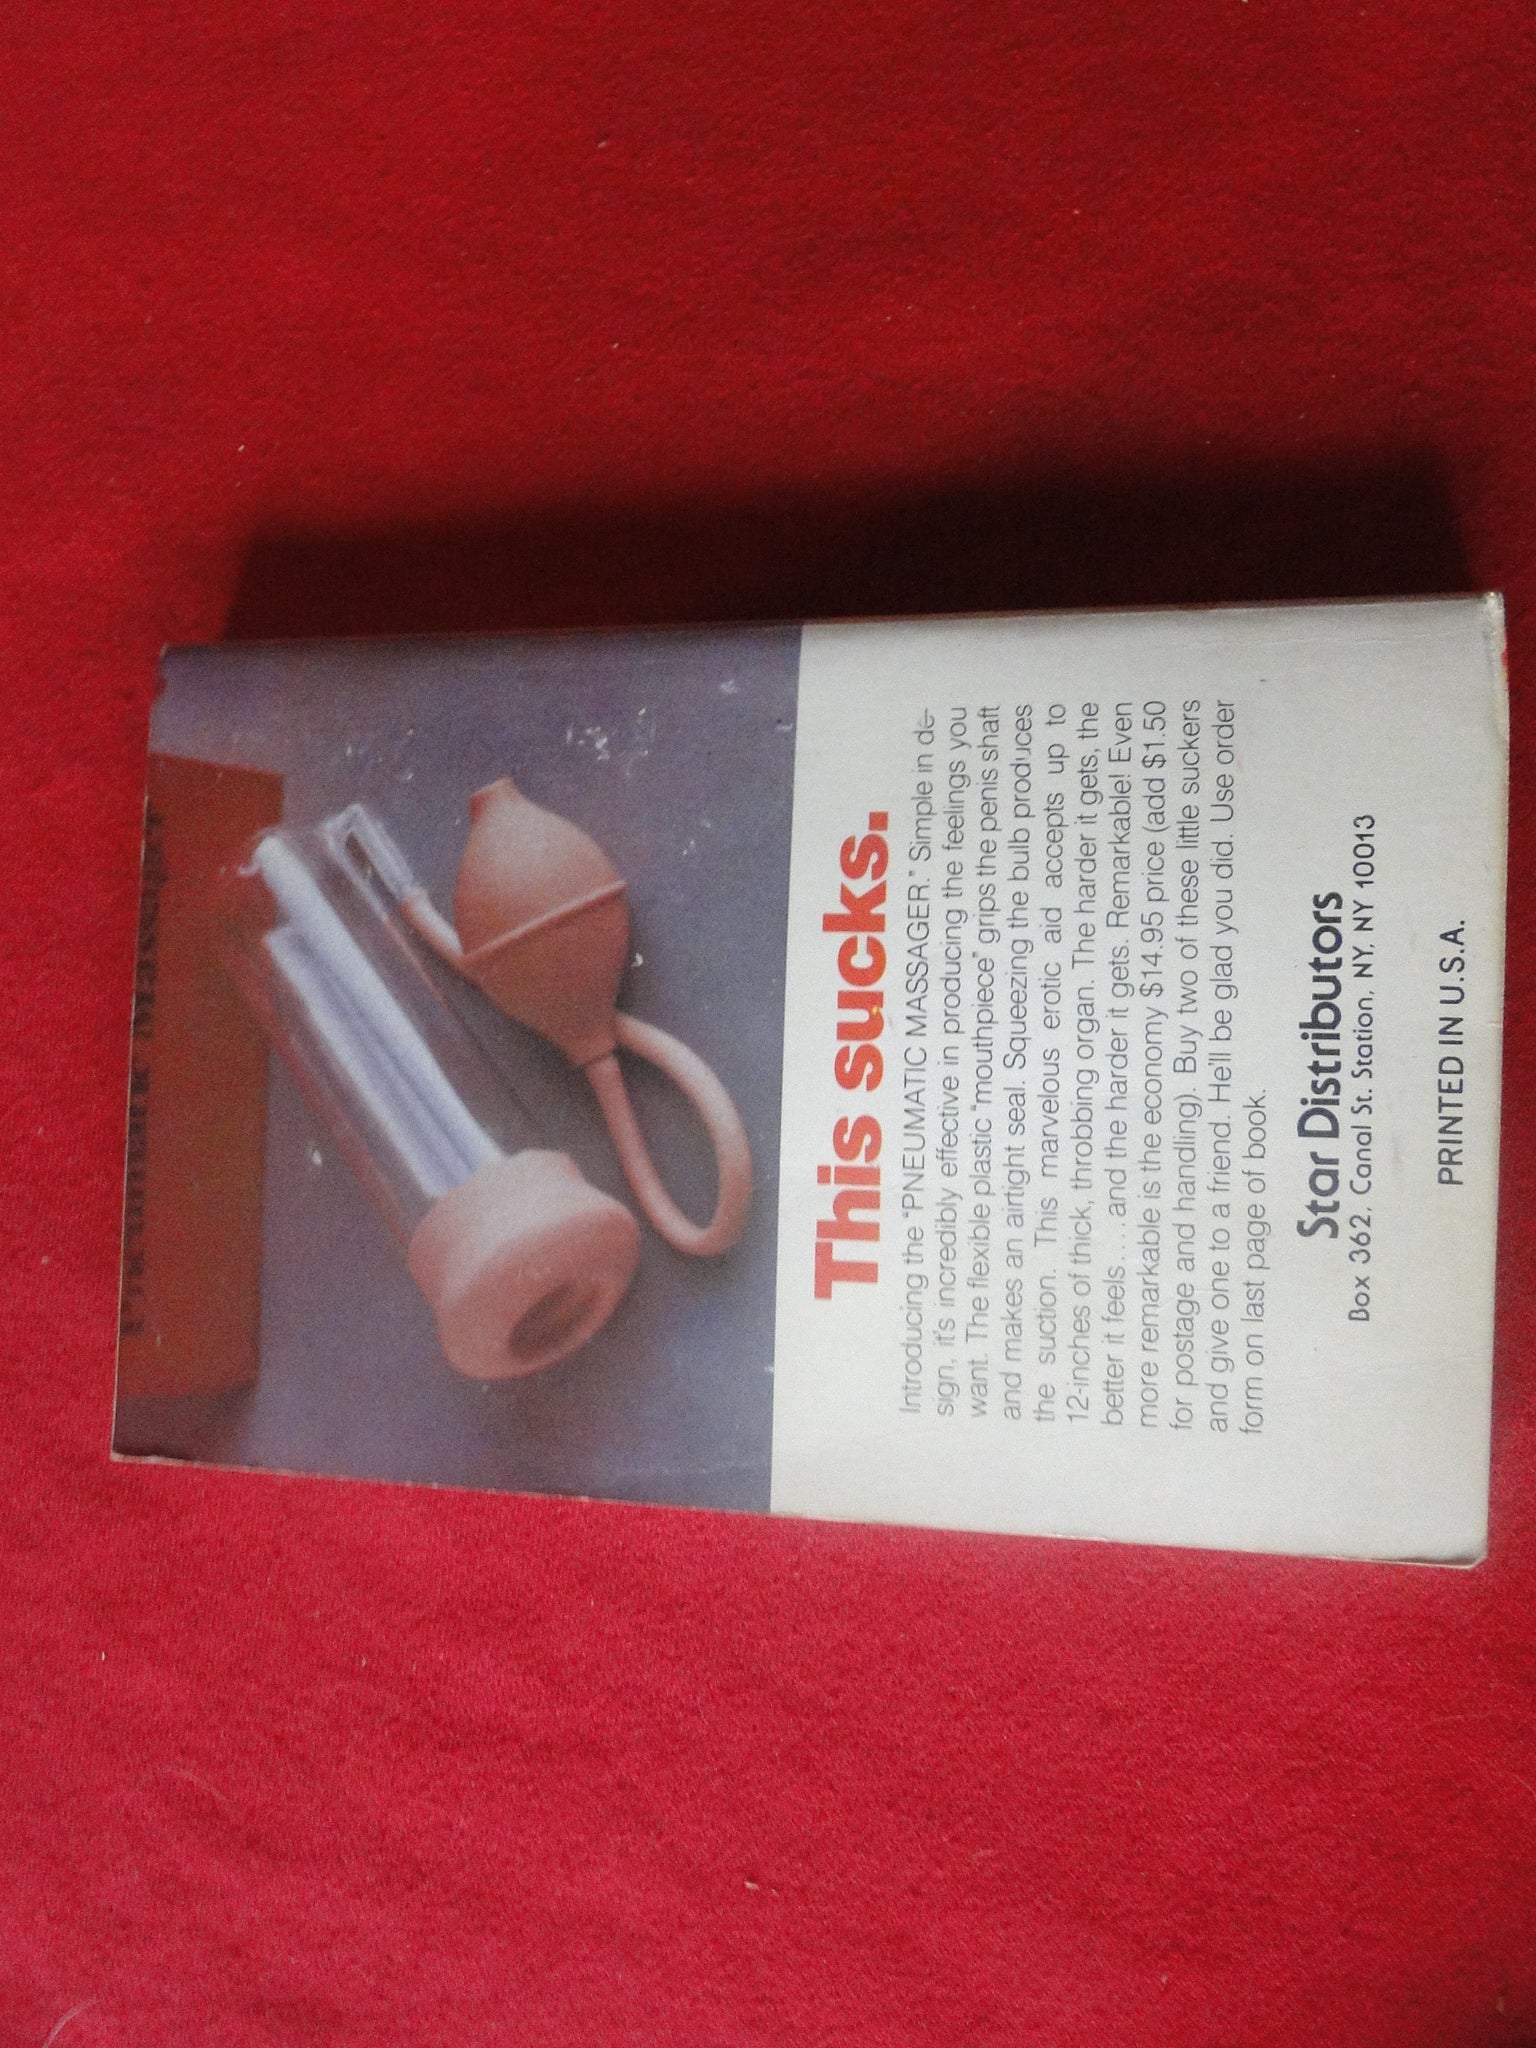 PNEUMATIC MASSAGER
This sucks.
Introducing the "PNEUMATIC MASSAGER." Simple in de-
sign, it's incredibly effective in producing the feelings you
want. The flexible plastic "mouthpiece" grips the penis shaft
and makes an airtight seal. Squeezing the bulb produces
the suction. This marvelous erotic aid accepts up to
12-inches of thick, throbbing organ. The harder it gets, the
better it feels....and the harder it gets. Remarkable! Even
more remarkable is the economy $14.95 price (add $1.50
for postage and handling). Buy two of these little suckers
and give one to a friend. He'll be glad you did. Use order
form on last page of book.
Star Distributors
Box 362, Canal St. Station, NY, NY 10013
PRINTED IN U.S.A.